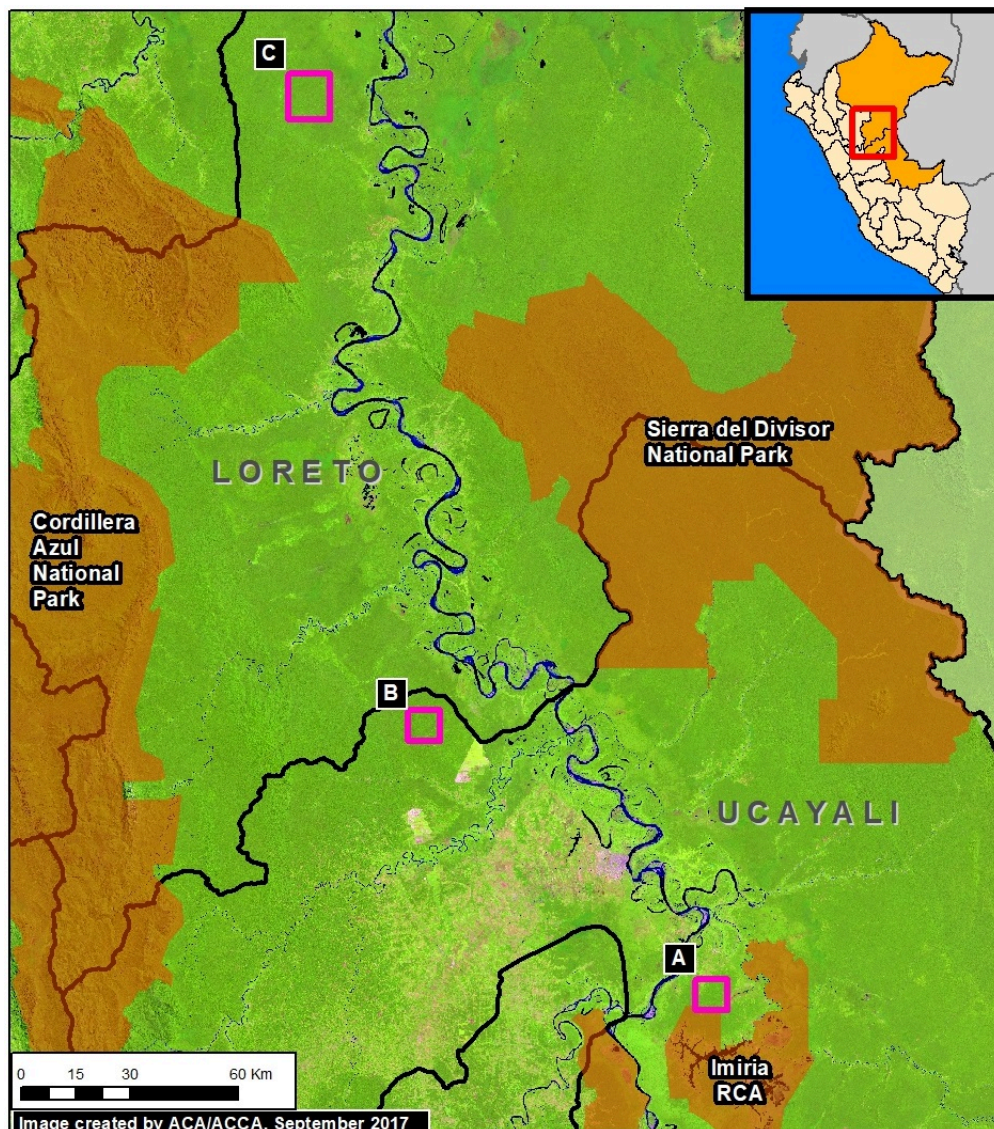 C
Sierra del Divisor
National Park
LORETO
Cordillera
Azul
National
Park
B
UCAYALI
A
Imiria
RCA
0 15 30 60 Km
Image created by ACA/ACCA, September 2017